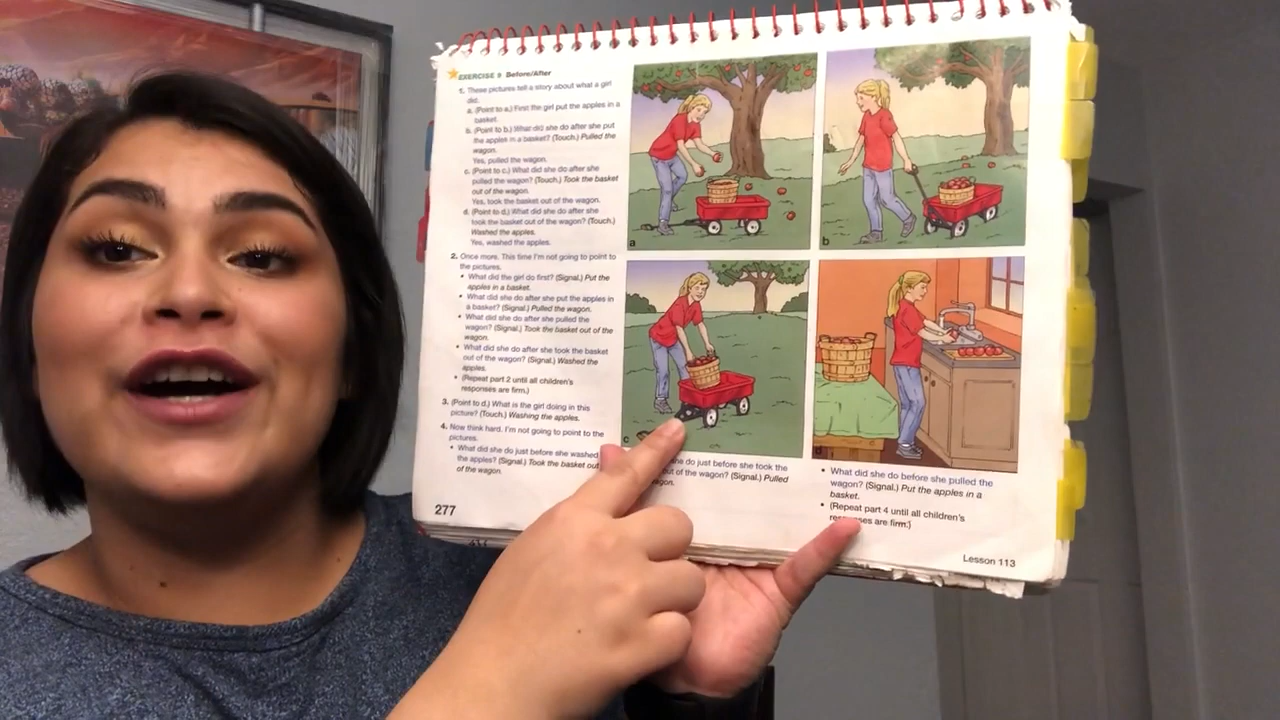 EXERCISE 9 Before/After
1. These pictures tell a story about what a girl
did.
a. (Point to a.) First the girl put the apples in a
basket.
b. (Point to b.) What did she do after she put
the apples in a basket? (Touch.) Pulled the
wagon.
Yes, pulled the wagon.
c. (Point to c.) What did she do after she
pulled the wagon? (Touch.) Took the basket
out of the wagon.
Yes, took the basket out of the wagon.
d. (Point to d.) What did she do after she
took the basket out of the wagon? (Touch.)
Washed the apples.
Yes, washed the apples.
2. Once more. This time I'm not going to point to
the pictures.
• What did the girl do first? (Signal.) Put the
apples in a basket.
• What did she do after she put the apples in
a basket? (Signal.) Pulled the wagon.
• What did she do after she pulled the
wagon? (Signal.) Took the basket out of the
wagon.
• What did she do after she took the basket
out of the wagon? (Signal.) Washed the
apples.
• (Repeat part 2 until all children's
responses are firm.)
3. (Point to d.) What is the girl doing in this
picture? (Touch.) Washing the apples.
4. Now think hard. I'm not going to point to the
pictures.
• What did she do just before she washed
the apples? (Signal.) Took the basket out
of the wagon.
a
b
c
d
she do just before she took the
out of the wagon? (Signal.) Pulled
• What did she do before she pulled the
wagon? (Signal.) Put the apples in a
basket.
• (Repeat part 4 until all children's
are firm.)
277
Lesson 113